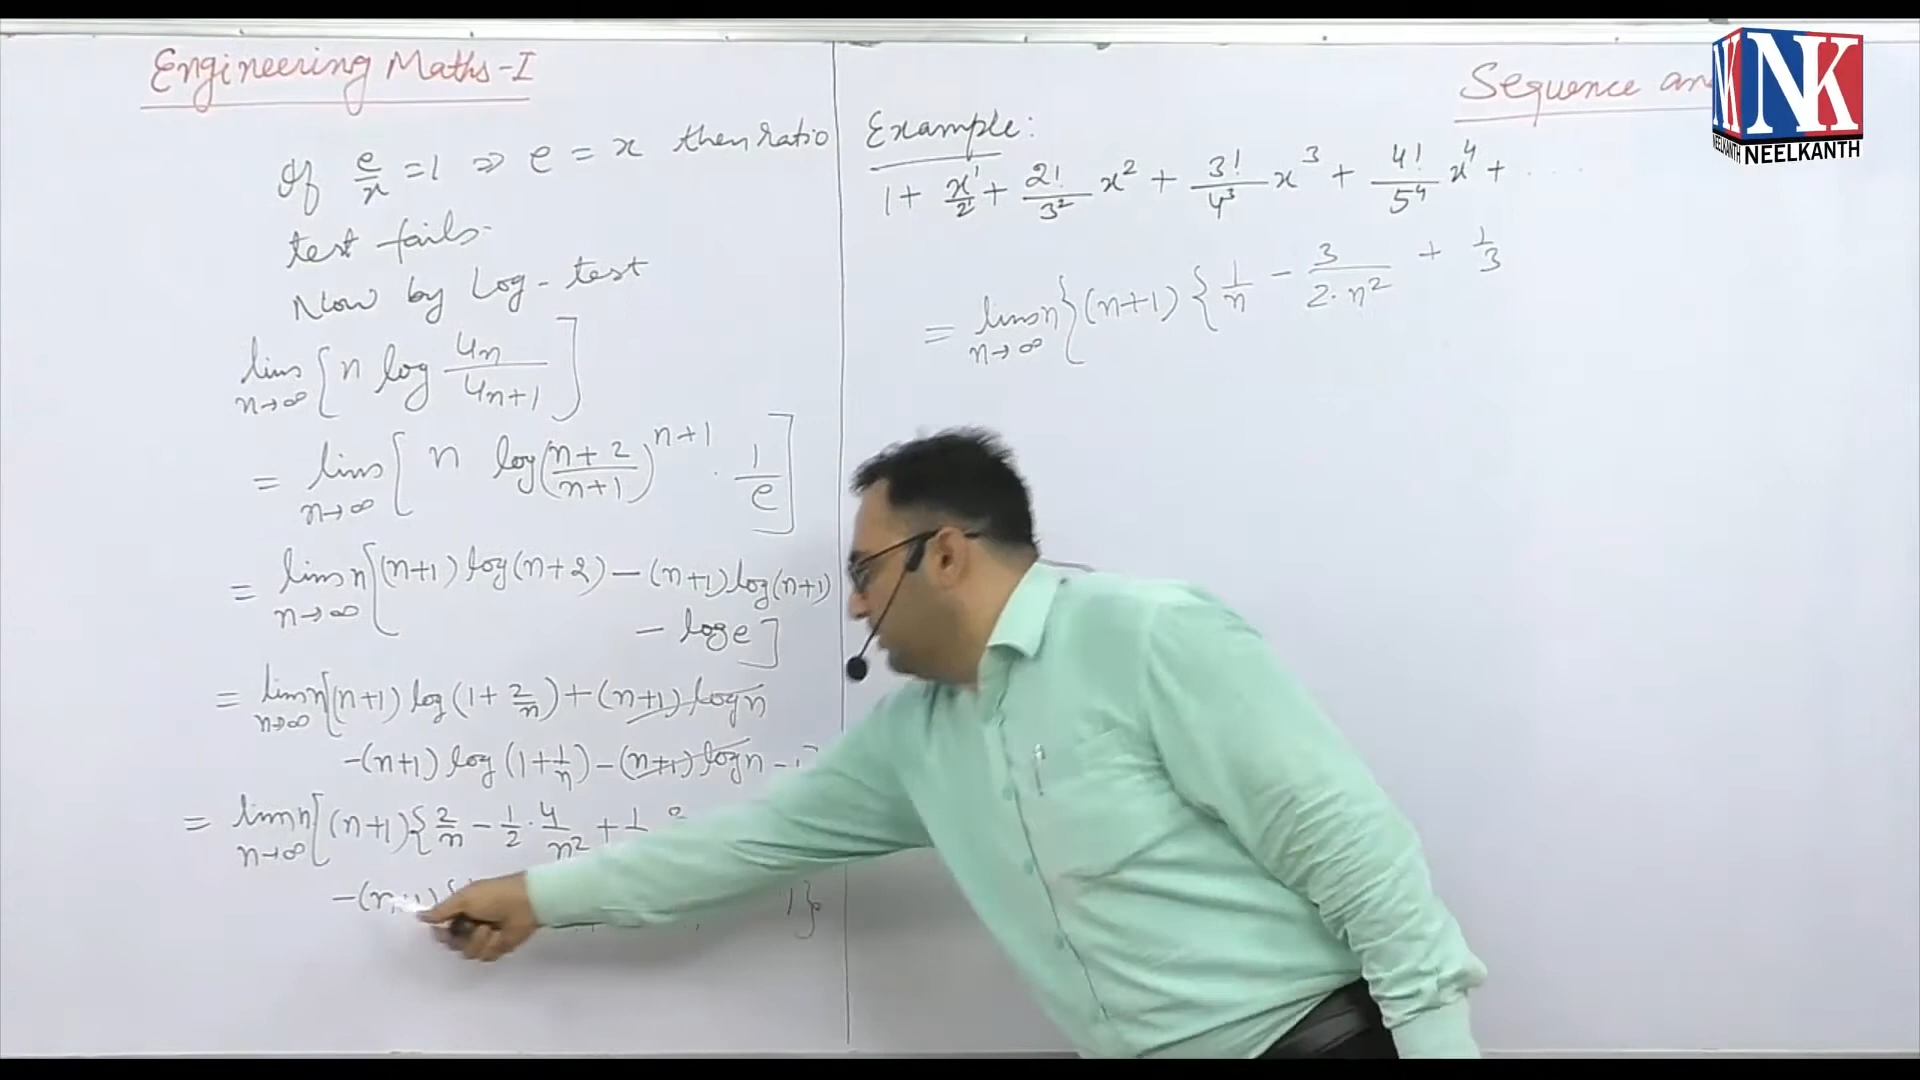 Engineering Maths-I
If e/x = 1 ⇒ e = x then ratio
test fails.
Now by Log-test
lim n→∞ [ n log 4n/4n+1 ]
= lim n→∞ [ n log (n+2/n+1)^n+1 · 1/e ]
= lim n→∞ n [ (n+1) log(n+2) – (n+1) log(n+1)
– log e ]
= lim n→∞ n [ (n+1) log (1+2/n) + (n+1) log n
–(n+1) log (1+1/n) – (n+1) log n –
= lim n→∞ n [ (n+1) { 2/n – 1/2 · 4/n² + 1
–(n+1) {
1 }
Sequence an
Example:
1 + x¹/2¹ + 2!/3² x² + 3!/4³ x³ + 4!/5⁴ x⁴ + .....
= lim n→∞ n { (n+1) { 1/n – 3/2·n² + 1/3
NK
NEELKANTH